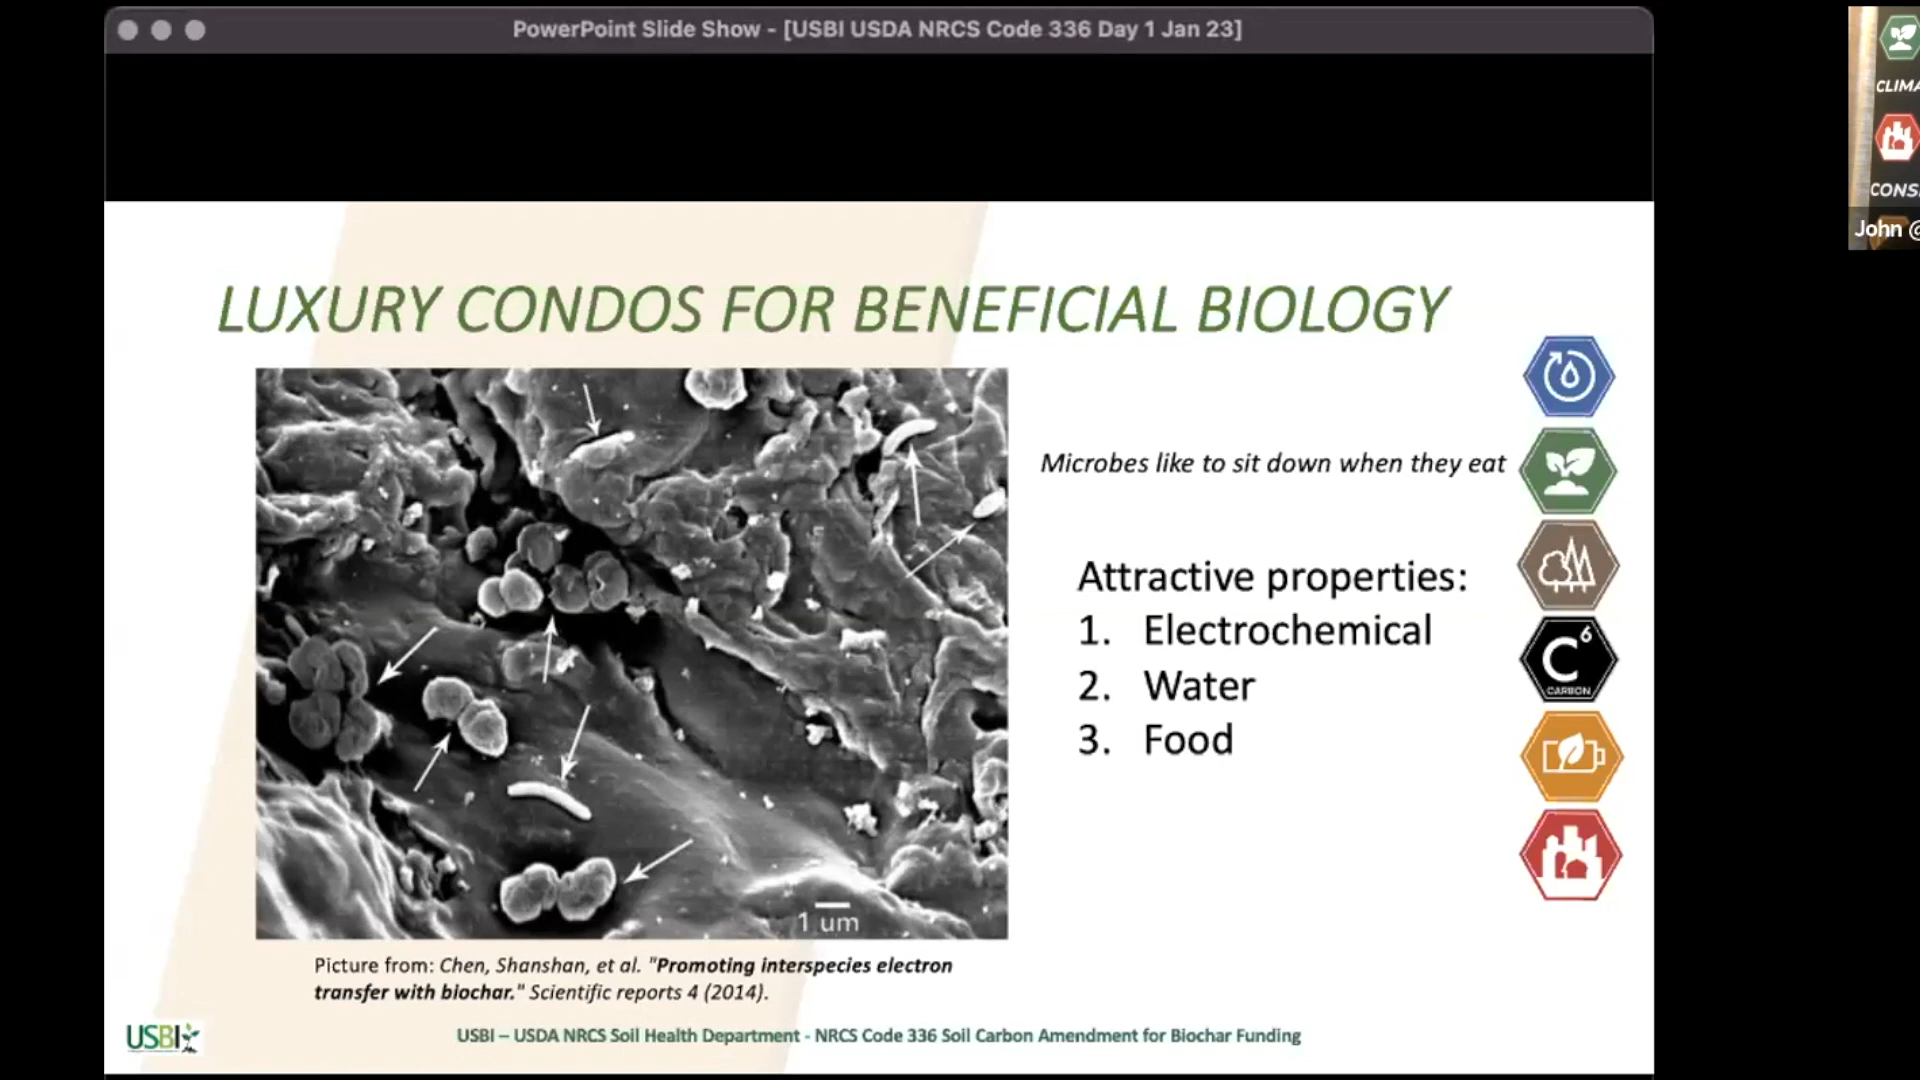 PowerPoint Slide Show - [USBI USDA NRCS Code 336 Day 1 Jan 23]
CLIMA
CONS
John @
LUXURY CONDOS FOR BENEFICIAL BIOLOGY
Microbes like to sit down when they eat
Attractive properties:
1. Electrochemical
2. Water
3. Food
C 6
CARBON
1 um
Picture from: Chen, Shanshan, et al. "Promoting interspecies electron
transfer with biochar." Scientific reports 4 (2014).
USBI
USBI – USDA NRCS Soil Health Department - NRCS Code 336 Soil Carbon Amendment for Biochar Funding